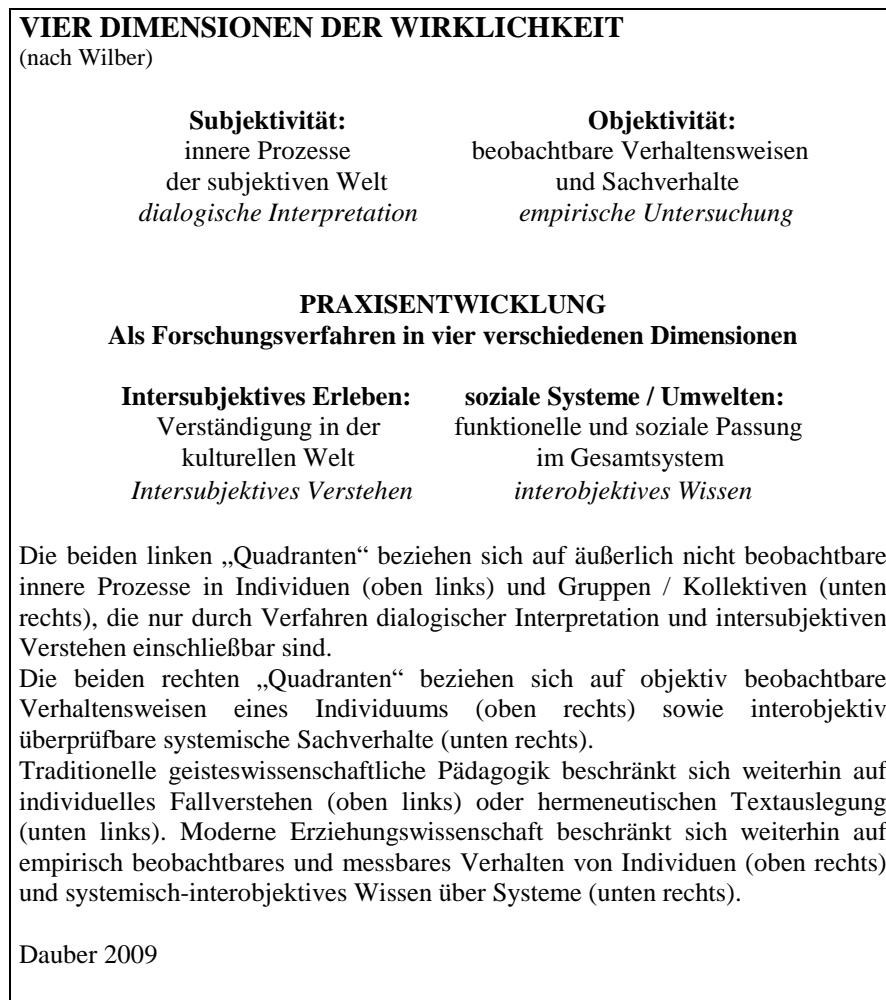 VIER DIMENSIONEN DER WIRKLICHKEIT
(nach Wilber)
Subjektivität:
innere Prozesse
der subjektiven Welt
dialogische Interpretation
Objektivität:
beobachtbare Verhaltensweisen
und Sachverhalte
empirische Untersuchung
PRAXISENTWICKLUNG
Als Forschungsverfahren in vier verschiedenen Dimensionen
Intersubjektives Erleben:
Verständigung in der
kulturellen Welt
Intersubjektives Verstehen
soziale Systeme / Umwelten:
funktionelle und soziale Passung
im Gesamtsystem
interobjektives Wissen
Die beiden linken „Quadranten“ beziehen sich auf äußerlich nicht beobachtbare
innere Prozesse in Individuen (oben links) und Gruppen / Kollektiven (unten
rechts), die nur durch Verfahren dialogischer Interpretation und intersubjektiven
Verstehen einschließbar sind.
Die beiden rechten „Quadranten“ beziehen sich auf objektiv beobachtbare
Verhaltensweisen eines Individuums (oben rechts) sowie interobjektiv
überprüfbare systemische Sachverhalte (unten rechts).
Traditionelle geisteswissenschaftliche Pädagogik beschränkt sich weiterhin auf
individuelles Fallverstehen (oben links) oder hermeneutischen Textauslegung
(unten links). Moderne Erziehungswissenschaft beschränkt sich weiterhin auf
empirisch beobachtbares und messbares Verhalten von Individuen (oben rechts)
und systemisch-interobjektives Wissen über Systeme (unten rechts).
Dauber 2009